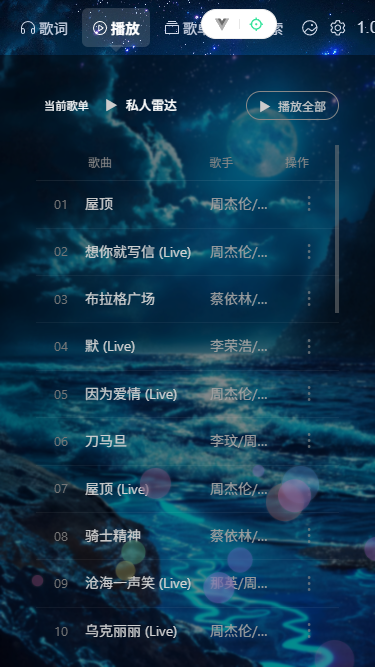 歌词 播放 歌 索 1.0
当前歌单 私人雷达 播放全部
歌曲 歌手 操作
01 屋顶 周杰伦/...
02 想你就写信 (Live) 周杰伦/...
03 布拉格广场 蔡依林/...
04 默 (Live) 李荣浩/...
05 因为爱情 (Live) 周杰伦/...
06 刀马旦 李玟/周...
07 屋顶 (Live) 周杰伦/...
08 骑士精神 蔡依林/...
09 沧海一声笑 (Live) 那英/周...
10 乌克丽丽 (Live) 周杰伦/...